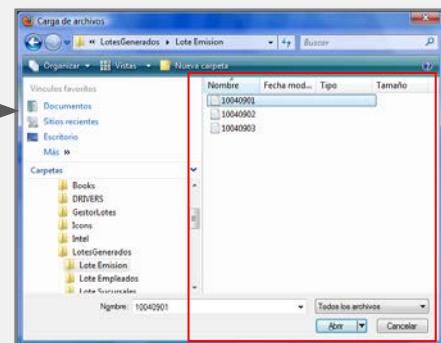 Carga de archivos
« LotesGenerados ▸ Lote Emision
Buscar
Organizar Vistas Nueva carpeta
Vínculos favoritos
Documentos
Sitios recientes
Escritorio
Más »
Carpetas
Books
DRIVERS
GestorLotes
Icons
Intel
LotesGenerados
Lote Emision
Lote Empleados
Lote Sucursales
Nombre Fecha mod... Tipo Tamaño
10040901
10040902
10040903
Nombre: 10040901
Todos los archivos
Abrir Cancelar